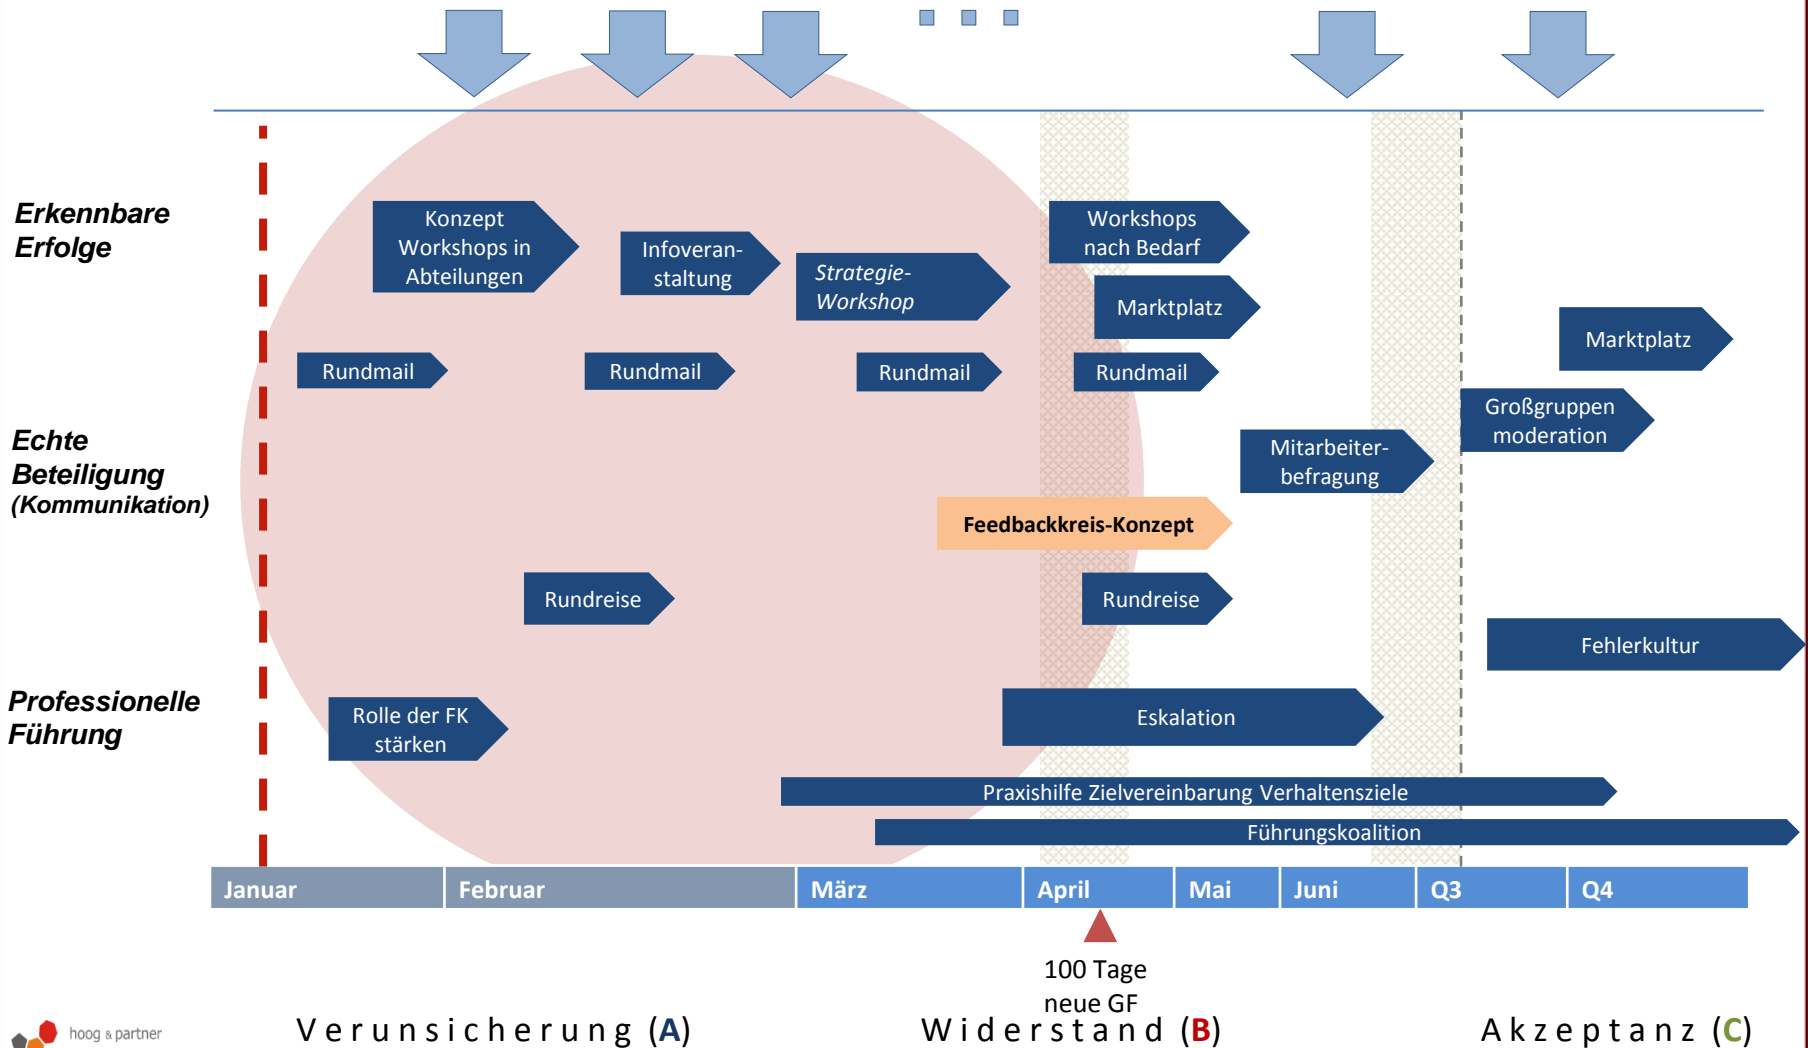 Erkennbare
Erfolge
Konzept
Workshops in
Abteilungen
Infoveran-
staltung
Strategie-
Workshop
Workshops
nach Bedarf
Marktplatz
Marktplatz
Rundmail
Rundmail
Rundmail
Rundmail
Echte
Beteiligung
(Kommunikation)
Großgruppen
moderation
Mitarbeiter-
befragung
Feedbackkreis-Konzept
Rundreise
Rundreise
Fehlerkultur
Professionelle
Führung
Rolle der FK
stärken
Eskalation
Praxishilfe Zielvereinbarung Verhaltensziele
Führungskoalition
Januar
Februar
März
April
Mai
Juni
Q3
Q4
100 Tage
neue GF
hoog & partner
Verunsicherung (A)
Widerstand (B)
Akzeptanz (C)